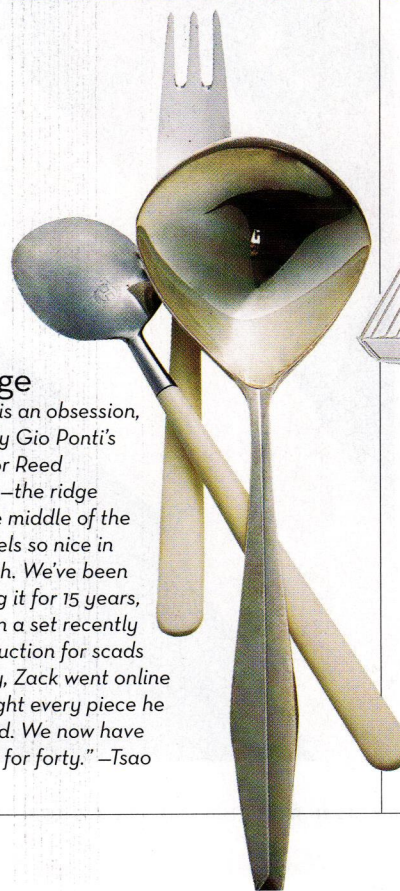 ge
is an obsession,
y Gio Ponti's
or Reed
—the ridge
e middle of the
els so nice in
h. We've been
g it for 15 years,
n a set recently
uction for scads
y, Zack went online
ght every piece he
d. We now have
for forty." —Tsao